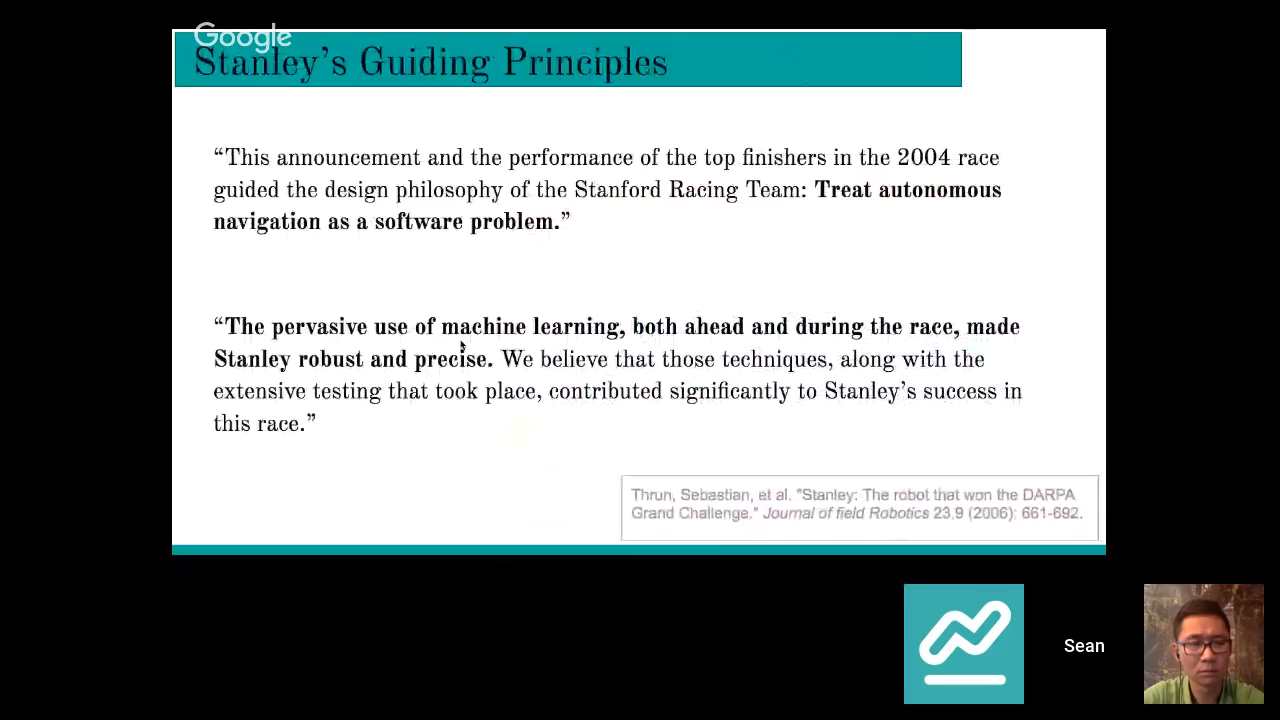 Google
Stanley’s Guiding Principles
“This announcement and the performance of the top finishers in the 2004 race
guided the design philosophy of the Stanford Racing Team: Treat autonomous
navigation as a software problem.”
“The pervasive use of machine learning, both ahead and during the race, made
Stanley robust and precise. We believe that those techniques, along with the
extensive testing that took place, contributed significantly to Stanley’s success in
this race.”
Thrun, Sebastian, et al. "Stanley: The robot that won the DARPA
Grand Challenge." Journal of field Robotics 23.9 (2006): 661-692.
Sean